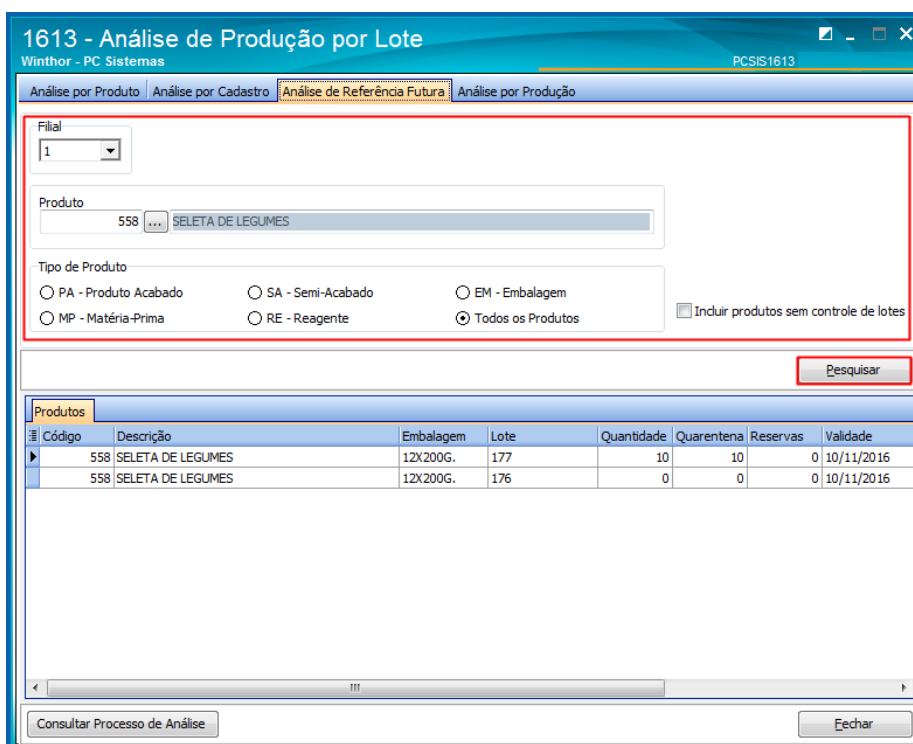 1613 - Análise de Produção por Lote
Winthor - PC Sistemas PCSIS1613
Análise por Produto Análise por Cadastro Análise de Referência Futura Análise por Produção
Filial
1
Produto
558 ... SELETA DE LEGUMES
Tipo de Produto
PA - Produto Acabado SA - Semi-Acabado EM - Embalagem
MP - Matéria-Prima RE - Reagente Todos os Produtos Incluir produtos sem controle de lotes
Pesquisar
Produtos
Código Descrição Embalagem Lote Quantidade Quarentena Reservas Validade
558 SELETA DE LEGUMES 12X200G. 177 10 10 0 10/11/2016
558 SELETA DE LEGUMES 12X200G. 176 0 0 0 10/11/2016
Consultar Processo de Análise Fechar